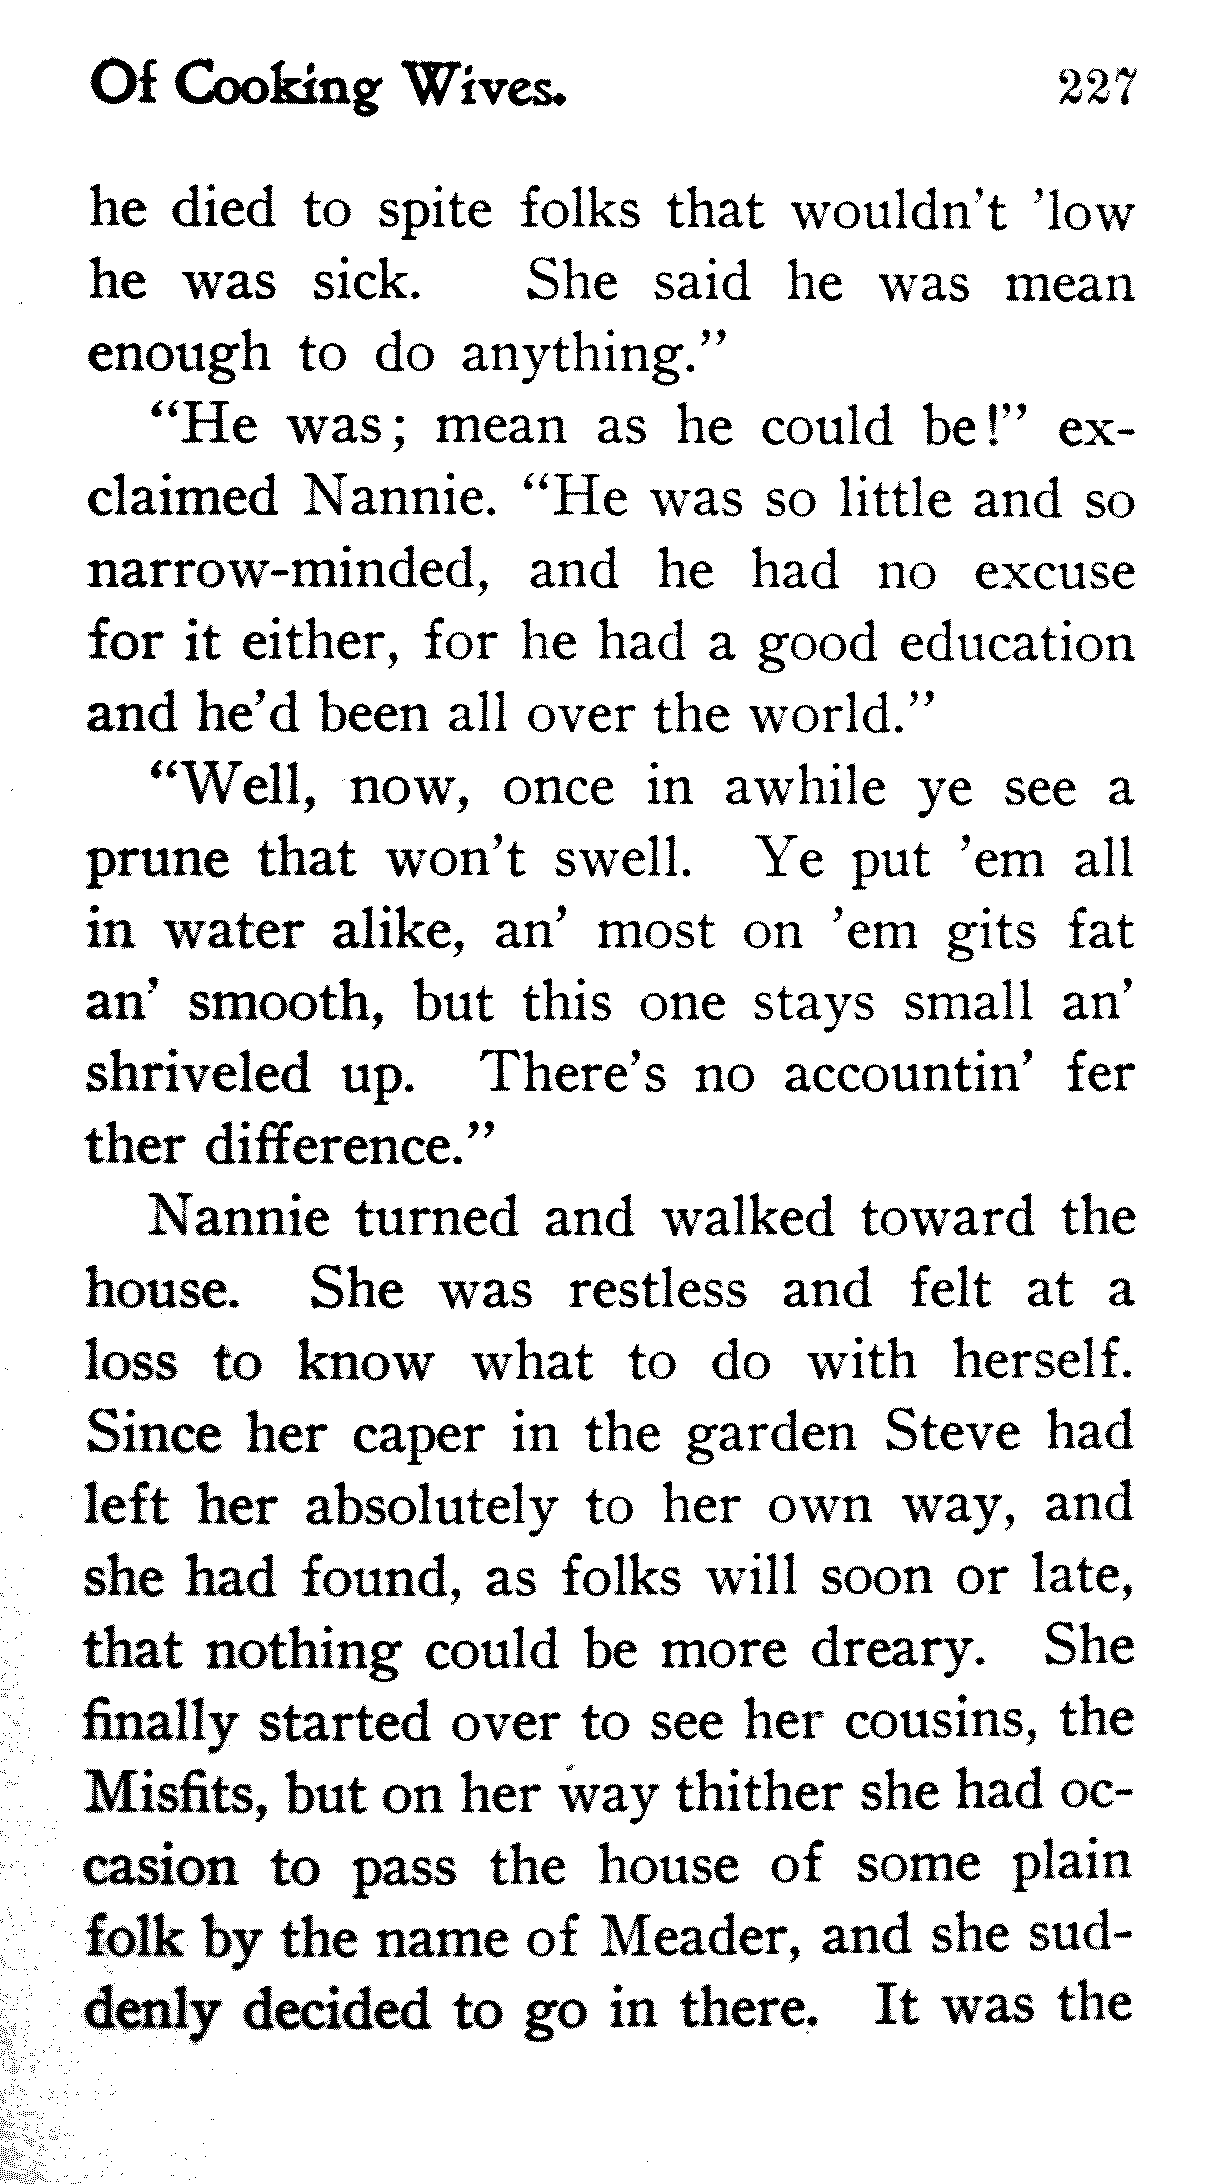 Of Cooking Wives. 227
he died to spite folks that wouldn't 'low
he was sick. She said he was mean
enough to do anything."
"He was; mean as he could be!" ex-
claimed Nannie. "He was so little and so
narrow-minded, and he had no excuse
for it either, for he had a good education
and he'd been all over the world."
"Well, now, once in awhile ye see a
prune that won't swell. Ye put 'em all
in water alike, an' most on 'em gits fat
an' smooth, but this one stays small an'
shriveled up. There's no accountin' fer
ther difference."
Nannie turned and walked toward the
house. She was restless and felt at a
loss to know what to do with herself.
Since her caper in the garden Steve had
left her absolutely to her own way, and
she had found, as folks will soon or late,
that nothing could be more dreary. She
finally started over to see her cousins, the
Misfits, but on her way thither she had oc-
casion to pass the house of some plain
folk by the name of Meader, and she sud-
denly decided to go in there. It was the